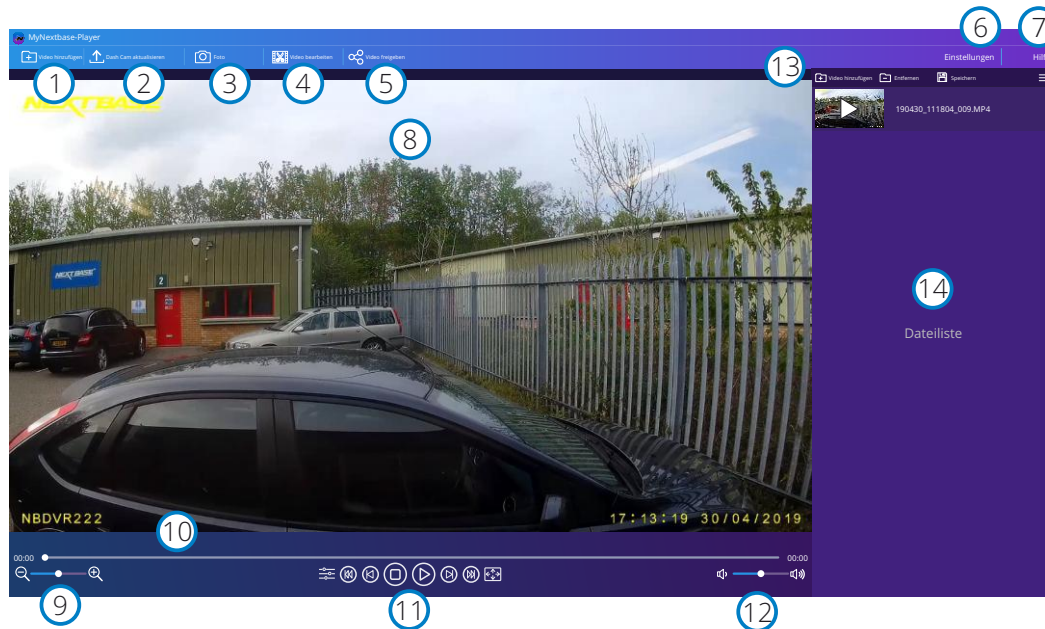 MyNextbase-Player
6
7
Video hinzufügen
Dash Cam aktualisieren
Foto
Video bearbeiten
Video freigeben
Einstellungen
Hilf
1
2
3
4
5
13
Video hinzufügen
Entfernen
Speichern
NEXTBASE
190430_111804_009.MP4
8
NEXTBASE
2
14
Dateiliste
NBDVR222
17:13:19 30/04/2019
10
00:00
00:00
9
11
12